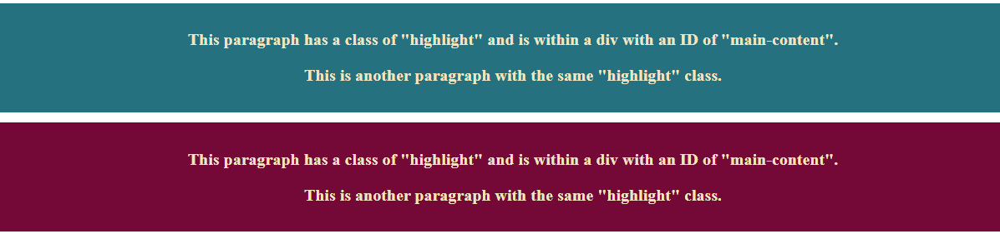 This paragraph has a class of "highlight" and is within a div with an ID of "main-content".
This is another paragraph with the same "highlight" class.
This paragraph has a class of "highlight" and is within a div with an ID of "main-content".
This is another paragraph with the same "highlight" class.